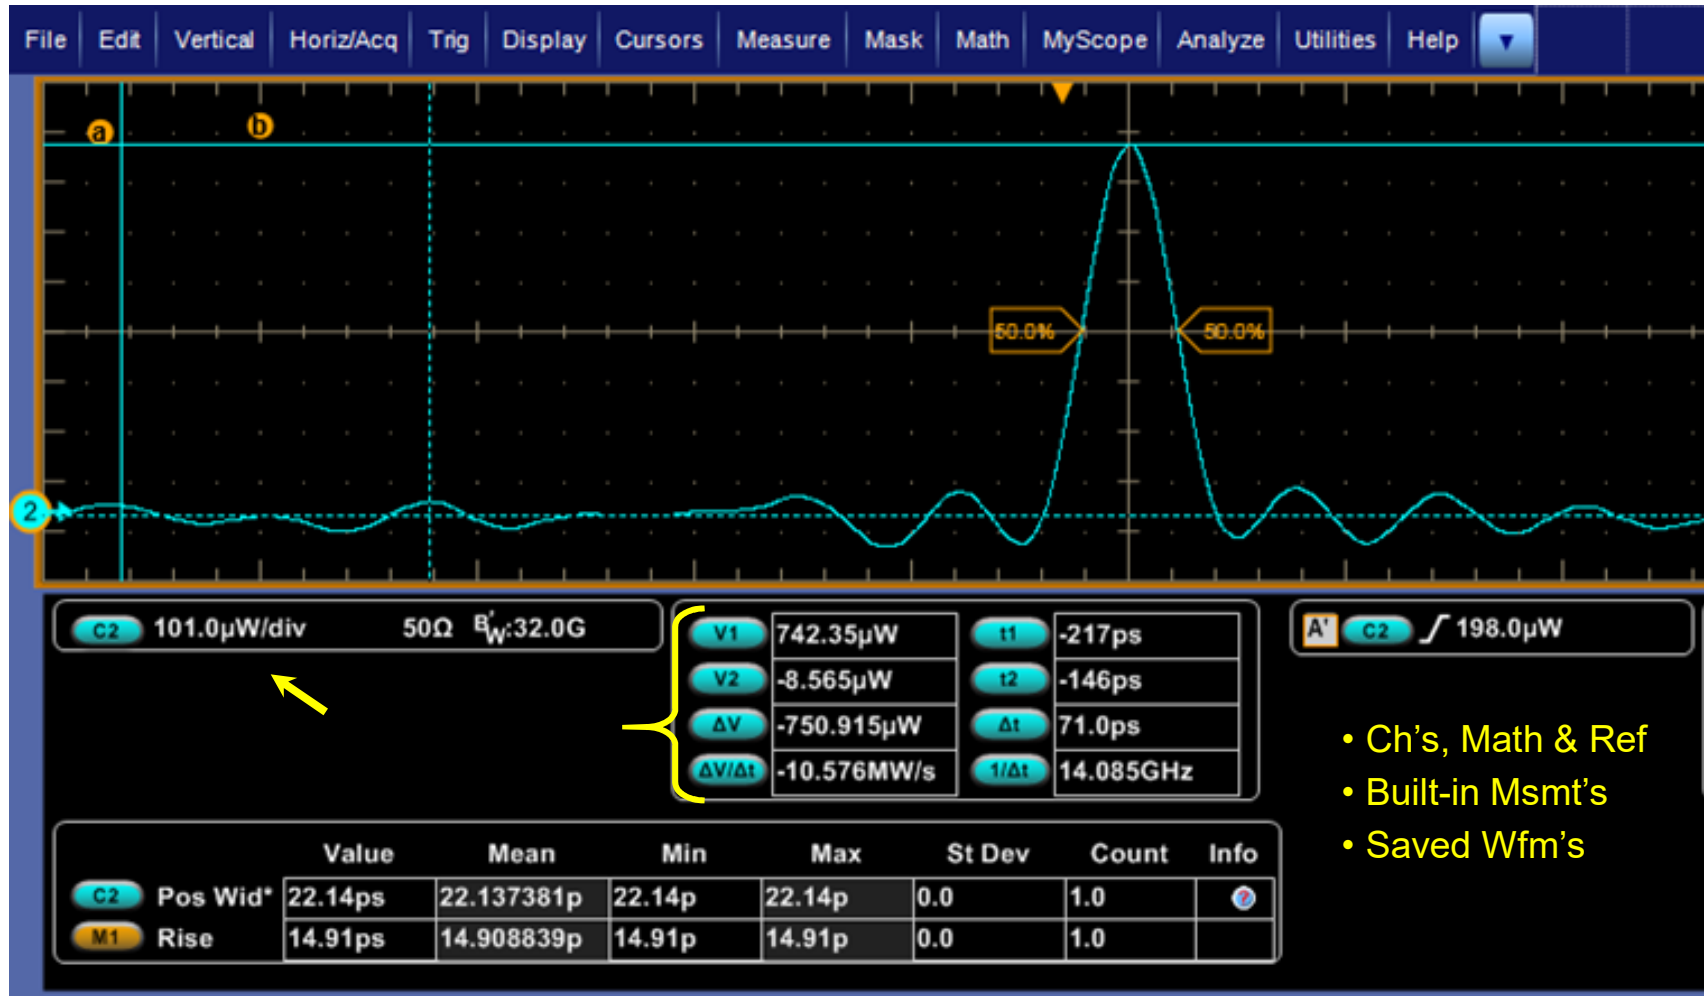 File Edit Vertical Horiz/Acq Trig Display Cursors Measure Mask Math MyScope Analyze Utilities Help
a b
50.0% 50.0%
2
C2 101.0µW/div 50Ω B'W:32.0G
V1 742.35µW t1 -217ps
V2 -8.565µW t2 -146ps
ΔV -750.915µW Δt 71.0ps
ΔV/Δt -10.576MW/s 1/Δt 14.085GHz
A' C2 198.0µW
• Ch's, Math & Ref
• Built-in Msmt's
• Saved Wfm's
Value Mean Min Max St Dev Count Info
C2 Pos Wid* 22.14ps 22.137381p 22.14p 22.14p 0.0 1.0 ?
M1 Rise 14.91ps 14.908839p 14.91p 14.91p 0.0 1.0